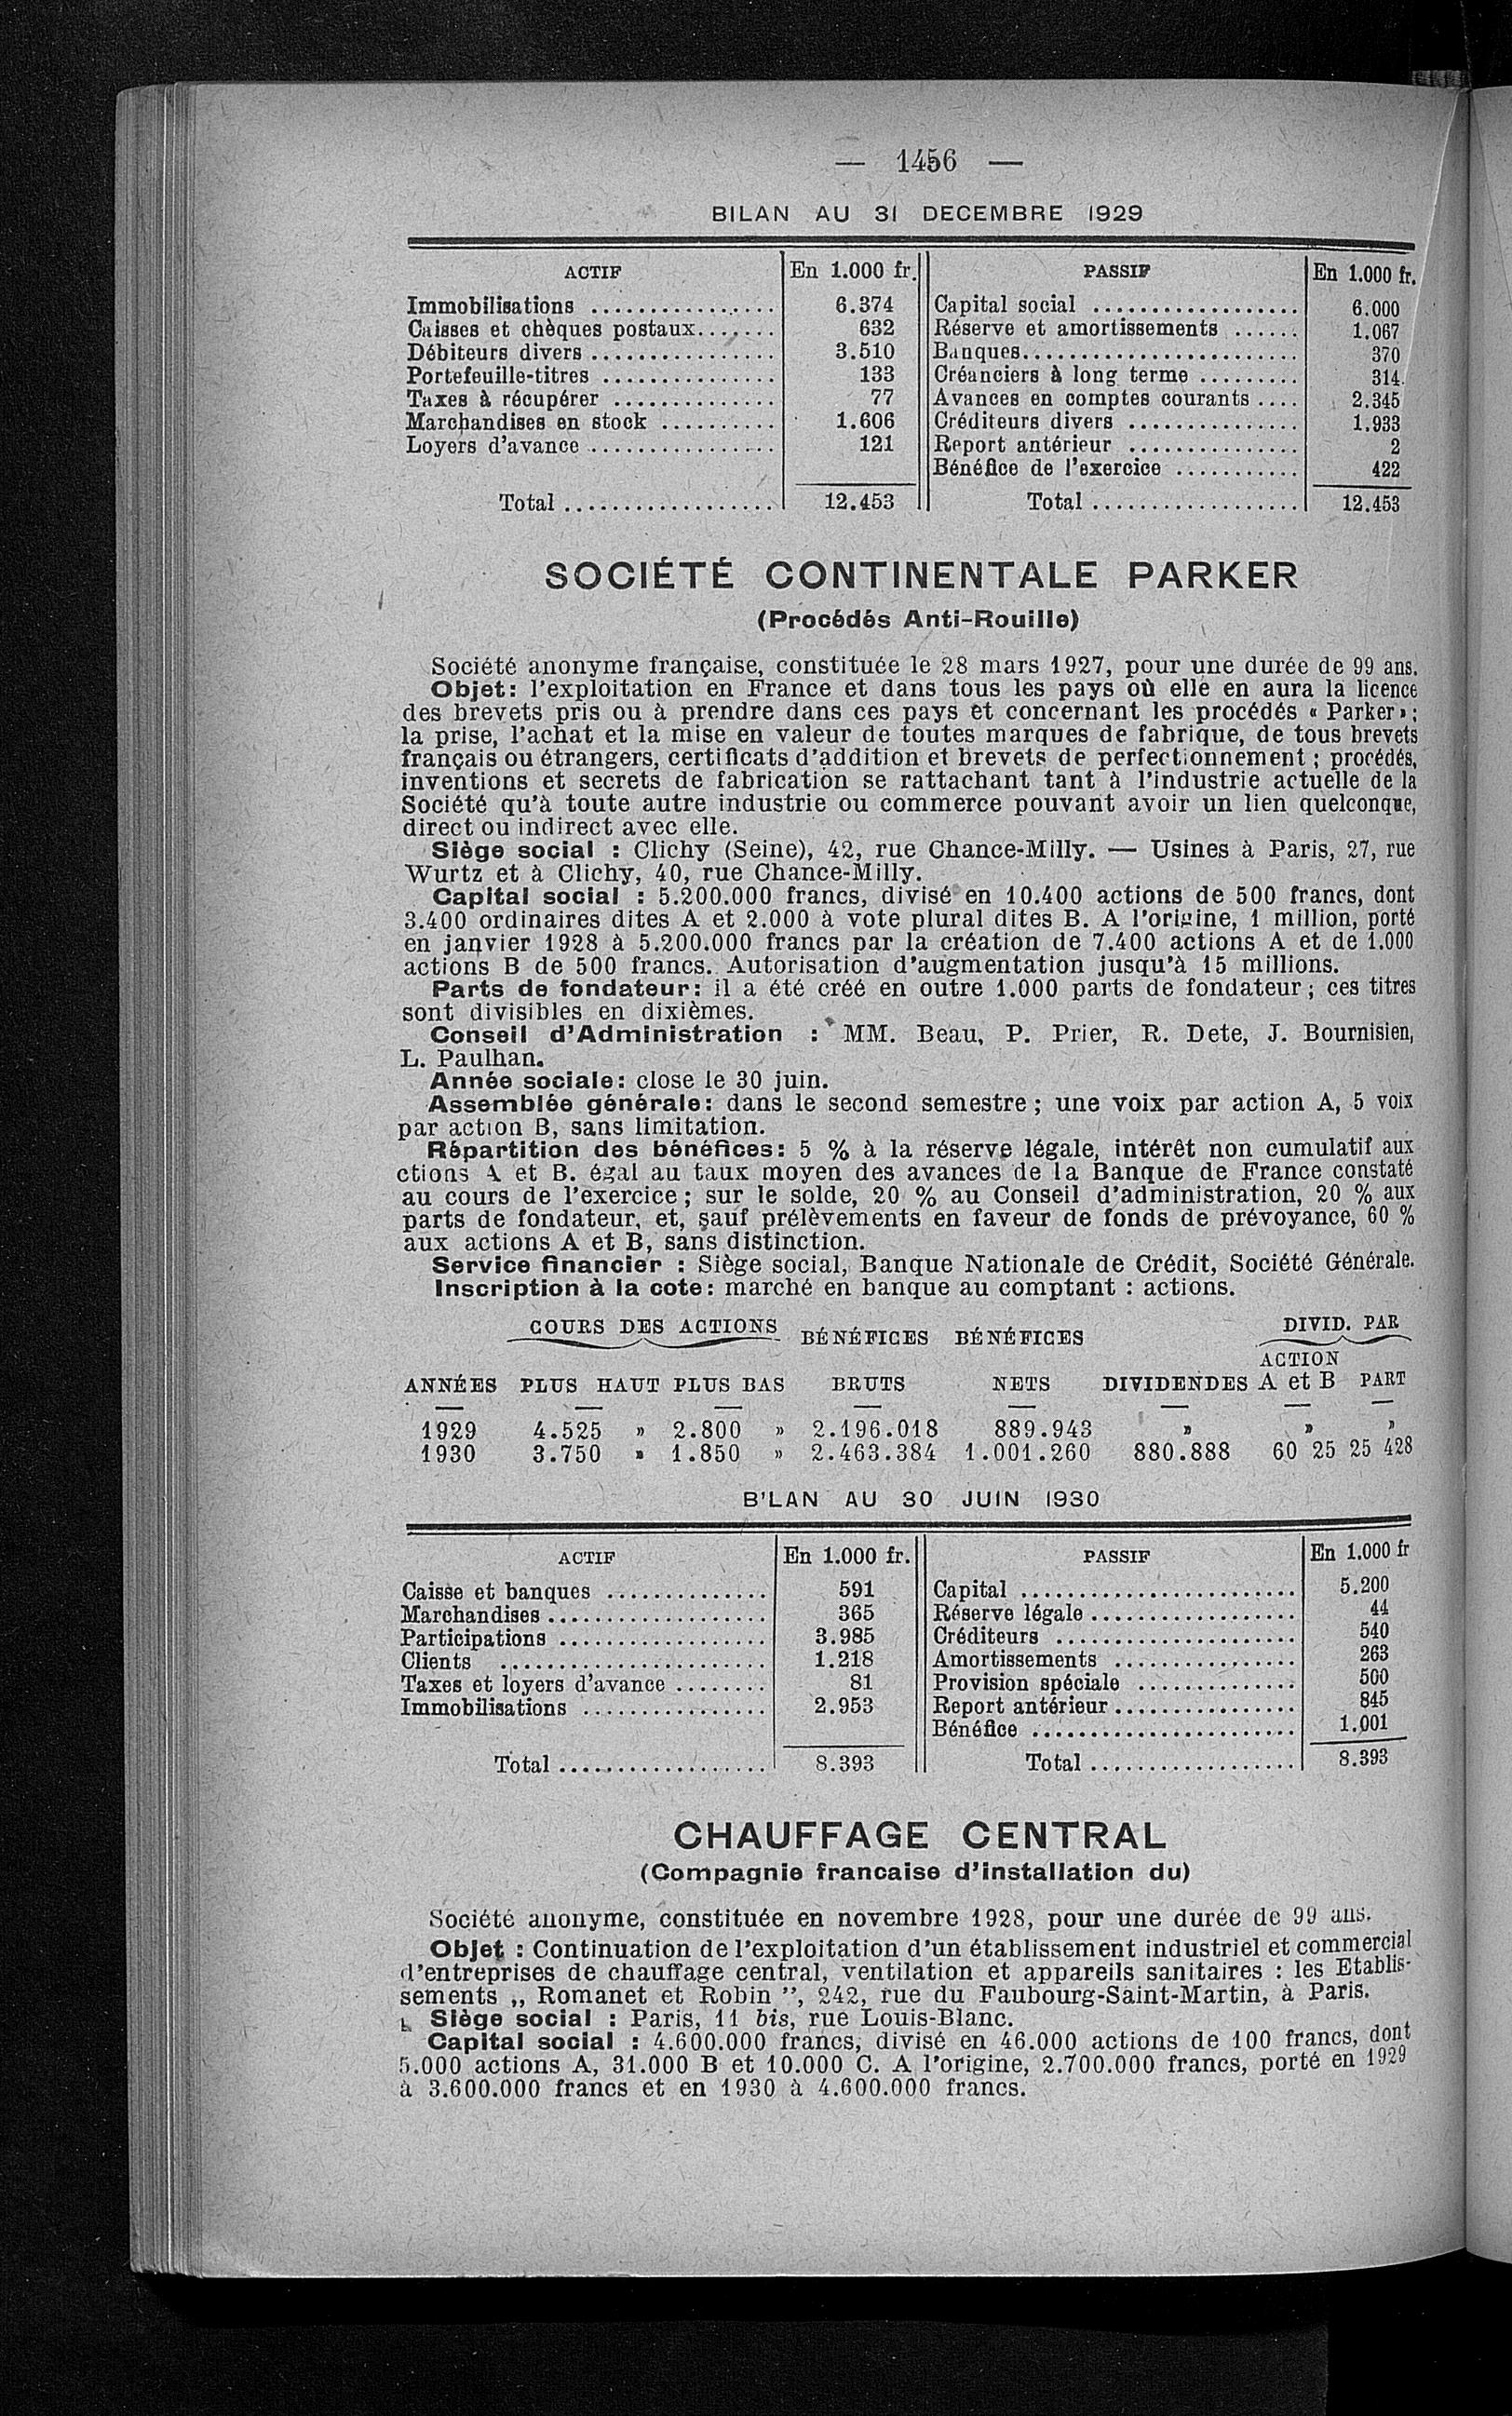 — 1456 —
BILAN AU 31 DECEMBRE 1929
ACTIF En 1.000 fr. PASSIF En 1.000 fr.
Immobilisations ................ 6.374 Capital social .................. 6.000
Caisses et chèques postaux....... 632 Réserve et amortissements ...... 1.067
Débiteurs divers ................ 3.510 Banques........................ 370
Portefeuille-titres ............... 133 Créanciers à long terme ......... 314
Taxes à récupérer .............. 77 Avances en comptes courants .... 2.345
Marchandises en stock .......... 1.606 Créditeurs divers ............... 1.933
Loyers d'avance ................ 121 Report antérieur ............... 2
Bénéfice de l'exercice ........... 422
Total .................. 12.453 Total .................. 12.453
SOCIÉTÉ CONTINENTALE PARKER
(Procédés Anti-Rouille)
Société anonyme française, constituée le 28 mars 1927, pour une durée de 99 ans.
Objet: l'exploitation en France et dans tous les pays où elle en aura la licence
des brevets pris ou à prendre dans ces pays et concernant les procédés « Parker »;
la prise, l'achat et la mise en valeur de toutes marques de fabrique, de tous brevets
français ou étrangers, certificats d'addition et brevets de perfectionnement ; procédés,
inventions et secrets de fabrication se rattachant tant à l'industrie actuelle de la
Société qu'à toute autre industrie ou commerce pouvant avoir un lien quelconque,
direct ou indirect avec elle.
Siège social : Clichy (Seine), 42, rue Chance-Milly. — Usines à Paris, 27, rue
Wurtz et à Clichy, 40, rue Chance-Milly.
Capital social : 5.200.000 francs, divisé en 10.400 actions de 500 francs, dont
3.400 ordinaires dites A et 2.000 à vote plural dites B. A l'origine, 1 million, porté
en janvier 1928 à 5.200.000 francs par la création de 7.400 actions A et de 1.000
actions B de 500 francs. Autorisation d'augmentation jusqu'à 15 millions.
Parts de fondateur: il a été créé en outre 1.000 parts de fondateur ; ces titres
sont divisibles en dixièmes.
Conseil d'Administration : MM. Beau, P. Prier, R. Dete, J. Bournisien,
L. Paulhan.
Année sociale: close le 30 juin.
Assemblée générale: dans le second semestre ; une voix par action A, 5 voix
par action B, sans limitation.
Répartition des bénéfices: 5 % à la réserve légale, intérêt non cumulatif aux
ctions A et B. égal au taux moyen des avances de la Banque de France constaté
au cours de l'exercice ; sur le solde, 20 % au Conseil d'administration, 20 % aux
parts de fondateur, et, sauf prélèvements en faveur de fonds de prévoyance, 60 %
aux actions A et B, sans distinction.
Service financier : Siège social, Banque Nationale de Crédit, Société Générale.
Inscription à la cote: marché en banque au comptant : actions.
COURS DES ACTIONS BÉNÉFICES BÉNÉFICES DIVID. PAR
ACTION
ANNÉES PLUS HAUT PLUS BAS BRUTS NETS DIVIDENDES A et B PART
1929 4.525 » 2.800 » 2.196.018 889.943 » » »
1930 3.750 » 1.850 » 2.463.384 1.001.260 880.888 60 25 25 428
B'LAN AU 30 JUIN 1930
ACTIF En 1.000 fr. PASSIF En 1.000 fr
Caisse et banques .............. 591 Capital ........................ 5.200
Marchandises ................... 365 Réserve légale .................. 44
Participations .................. 3.985 Créditeurs ..................... 540
Clients ....................... 1.218 Amortissements ................ 263
Taxes et loyers d'avance ........ 81 Provision spéciale .............. 500
Immobilisations ................ 2.953 Report antérieur ................ 845
Bénéfice ....................... 1.001
Total .................. 8.393 Total .................. 8.393
CHAUFFAGE CENTRAL
(Compagnie francaise d'installation du)
Société anonyme, constituée en novembre 1928, pour une durée de 99 ans.
Objet : Continuation de l'exploitation d'un établissement industriel et commercial
d'entreprises de chauffage central, ventilation et appareils sanitaires : les Etablis-
sements „ Romanet et Robin ”, 242, rue du Faubourg-Saint-Martin, à Paris.
Siège social : Paris, 11 bis, rue Louis-Blanc.
Capital social : 4.600.000 francs, divisé en 46.000 actions de 100 francs, dont
5.000 actions A, 31.000 B et 10.000 C. A l'origine, 2.700.000 francs, porté en 1929
à 3.600.000 francs et en 1930 à 4.600.000 francs.